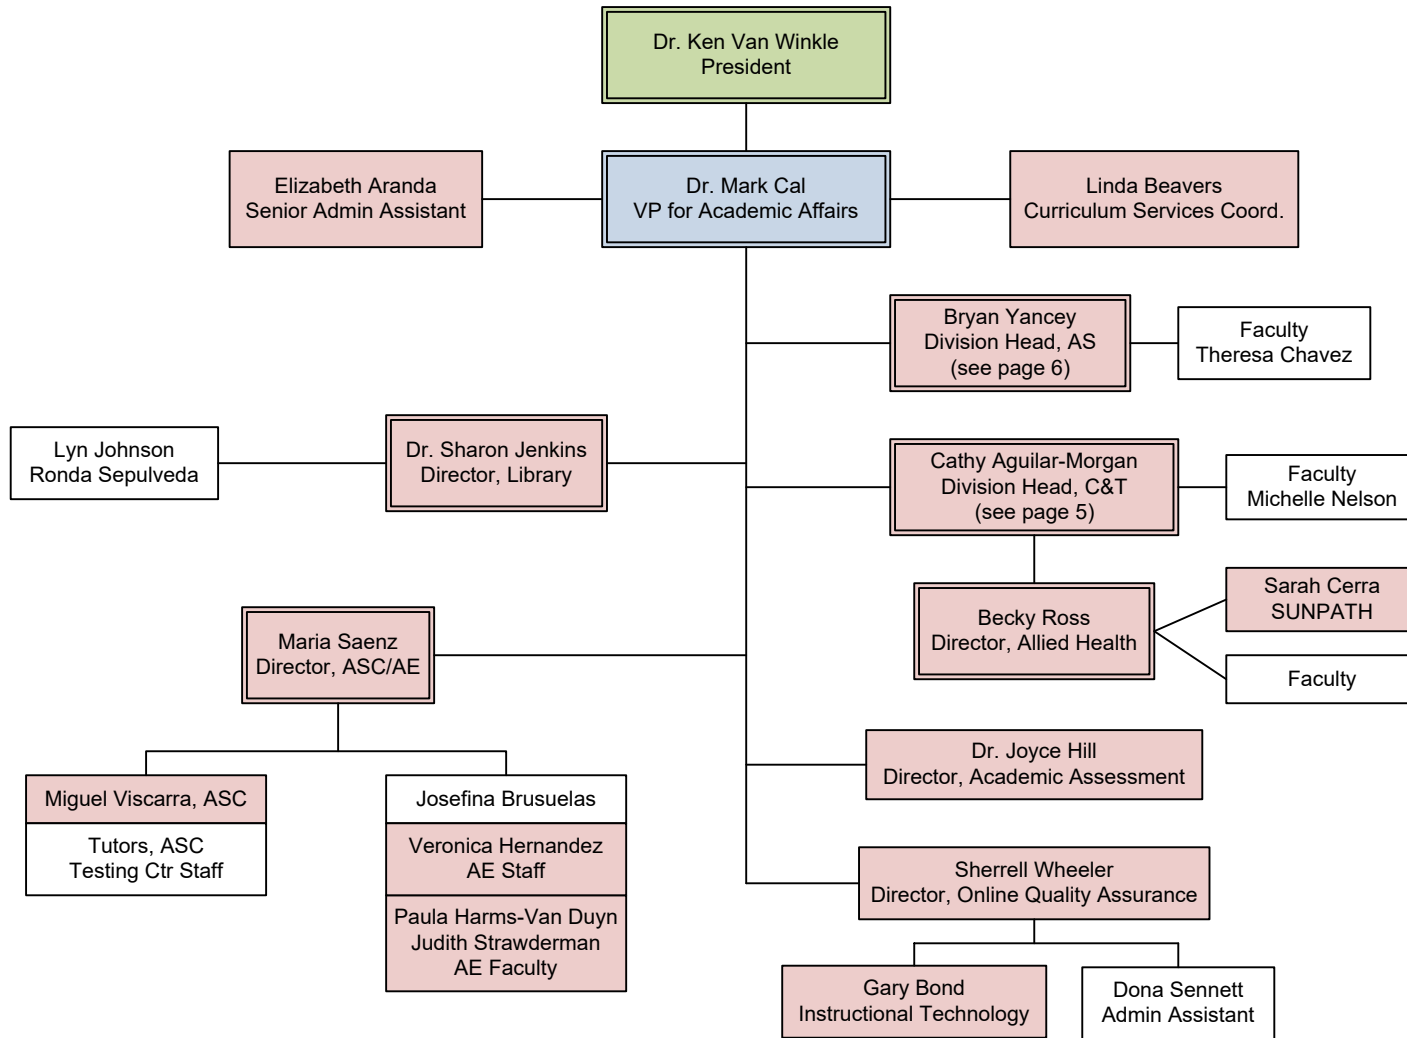 Dr. Ken Van Winkle
President
Elizabeth Aranda
Senior Admin Assistant
Dr. Mark Cal
VP for Academic Affairs
Linda Beavers
Curriculum Services Coord.
Bryan Yancey
Division Head, AS
(see page 6)
Faculty
Theresa Chavez
Lyn Johnson
Ronda Sepulveda
Dr. Sharon Jenkins
Director, Library
Cathy Aguilar-Morgan
Division Head, C&T
(see page 5)
Faculty
Michelle Nelson
Becky Ross
Director, Allied Health
Sarah Cerra
SUNPATH
Faculty
Maria Saenz
Director, ASC/AE
Miguel Viscarra, ASC
Tutors, ASC
Testing Ctr Staff
Josefina Brusuelas
Veronica Hernandez
AE Staff
Paula Harms-Van Duyn
Judith Strawderman
AE Faculty
Dr. Joyce Hill
Director, Academic Assessment
Sherrell Wheeler
Director, Online Quality Assurance
Gary Bond
Instructional Technology
Dona Sennett
Admin Assistant